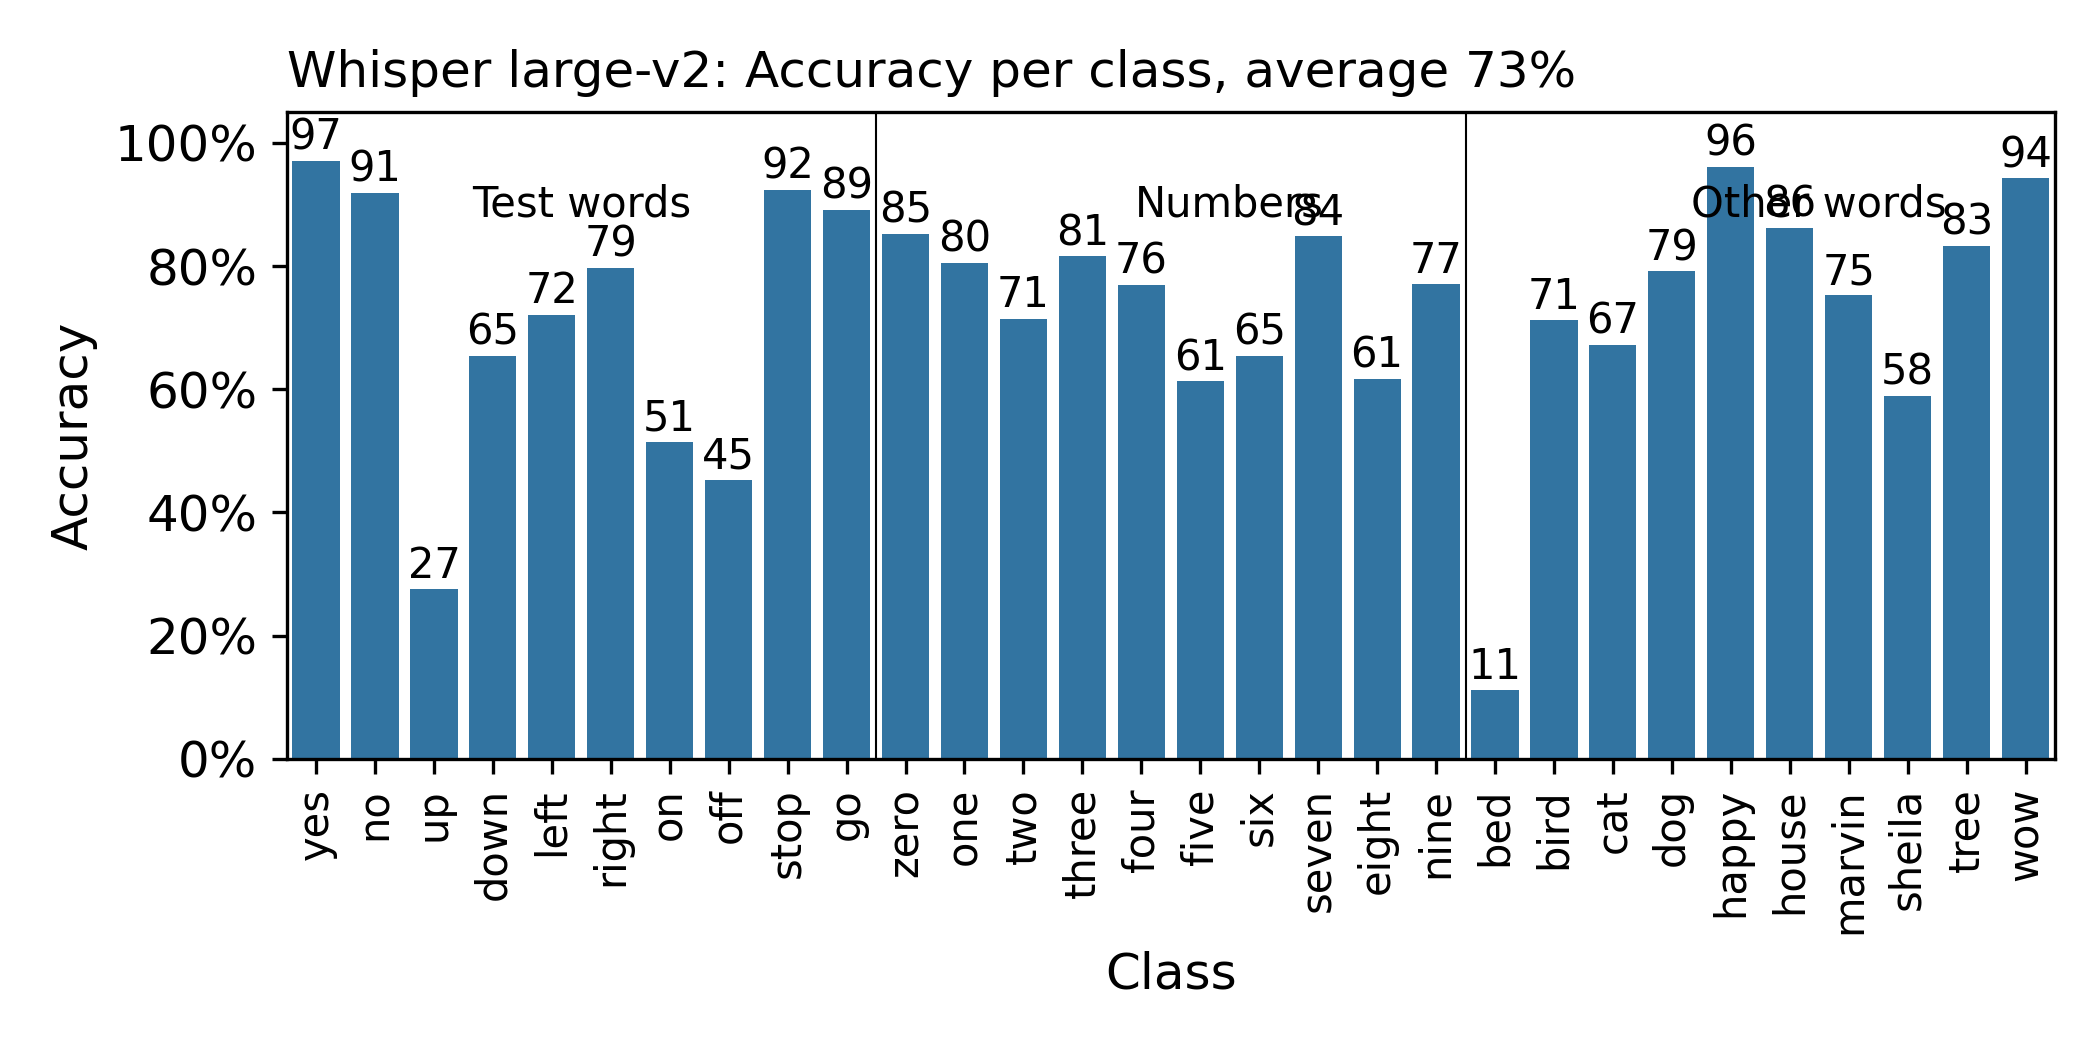 Whisper large-v2: Accuracy per class, average 73%
100%
80%
60%
40%
20%
0%
Accuracy
Test words
Numbers
Other words
97
91
27
65
72
79
51
45
92
89
85
80
71
81
76
61
65
84
61
77
11
71
67
79
96
86
75
58
83
94
yes
no
up
down
left
right
on
off
stop
go
zero
one
two
three
four
five
six
seven
eight
nine
bed
bird
cat
dog
happy
house
marvin
sheila
tree
wow
Class